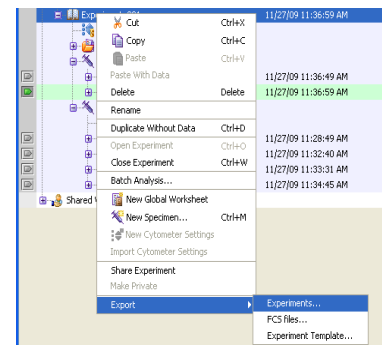 Exp 11/27/09 11:36:59 AM
Cut Ctrl+X
Copy Ctrl+C
Paste Ctrl+V
Paste With Data 11/27/09 11:36:49 AM
Delete Delete 11/27/09 11:36:59 AM
Rename
Duplicate Without Data Ctrl+D 11/27/09 11:28:49 AM
Open Experiment Ctrl+O 11/27/09 11:32:40 AM
Close Experiment Ctrl+W 11/27/09 11:33:31 AM
Batch Analysis... 11/27/09 11:34:45 AM
Shared New Global Worksheet
New Specimen... Ctrl+M
New Cytometer Settings
Import Cytometer Settings
Share Experiment
Make Private
Export Experiments...
FCS files...
Experiment Template...